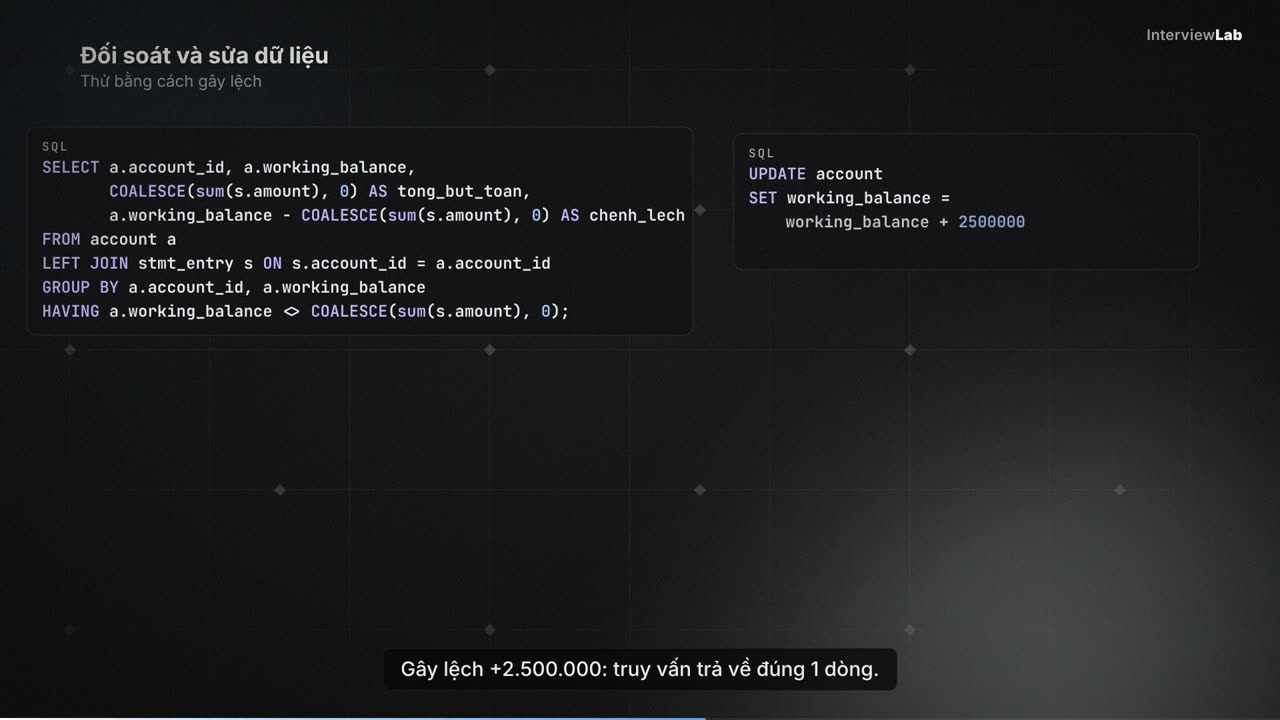 Đối soát và sửa dữ liệu
Thử bằng cách gây lệch
InterviewLab
SQL
SELECT a.account_id, a.working_balance,
       COALESCE(sum(s.amount), 0) AS tong_but_toan,
       a.working_balance - COALESCE(sum(s.amount), 0) AS chenh_lech
FROM account a
LEFT JOIN stmt_entry s ON s.account_id = a.account_id
GROUP BY a.account_id, a.working_balance
HAVING a.working_balance <> COALESCE(sum(s.amount), 0);
SQL
UPDATE account
SET working_balance =
    working_balance + 2500000
Gây lệch +2.500.000: truy vấn trả về đúng 1 dòng.